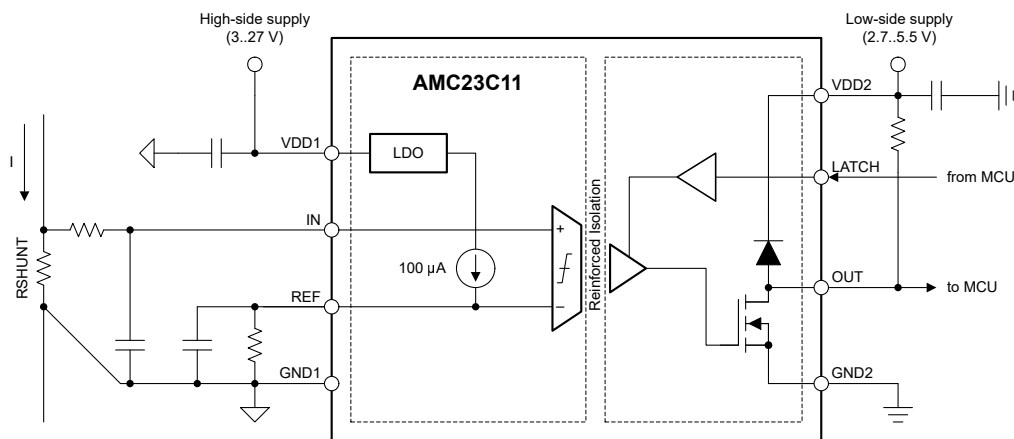 High-side supply
(3..27 V)
Low-side supply
(2.7..5.5 V)
AMC23C11
VDD2
VDD1
LDO
I
LATCH
from MCU
IN
RSHUNT
Reinforced Isolation
+
100 µA
OUT
to MCU
REF
–
GND1
GND2